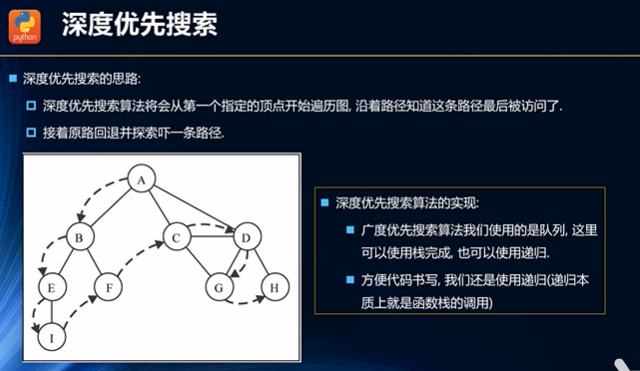 python
深度优先搜索
深度优先搜索的思路:
深度优先搜索算法将会从第一个指定的顶点开始遍历图, 沿着路径知道这条路径最后被访问了.
接着原路回退并探索吓一条路径.
A
B
C
D
E
F
G
H
I
深度优先搜索算法的实现:
广度优先搜索算法我们使用的是队列, 这里
可以使用栈完成, 也可以使用递归.
方便代码书写, 我们还是使用递归(递归本
质上就是函数栈的调用)